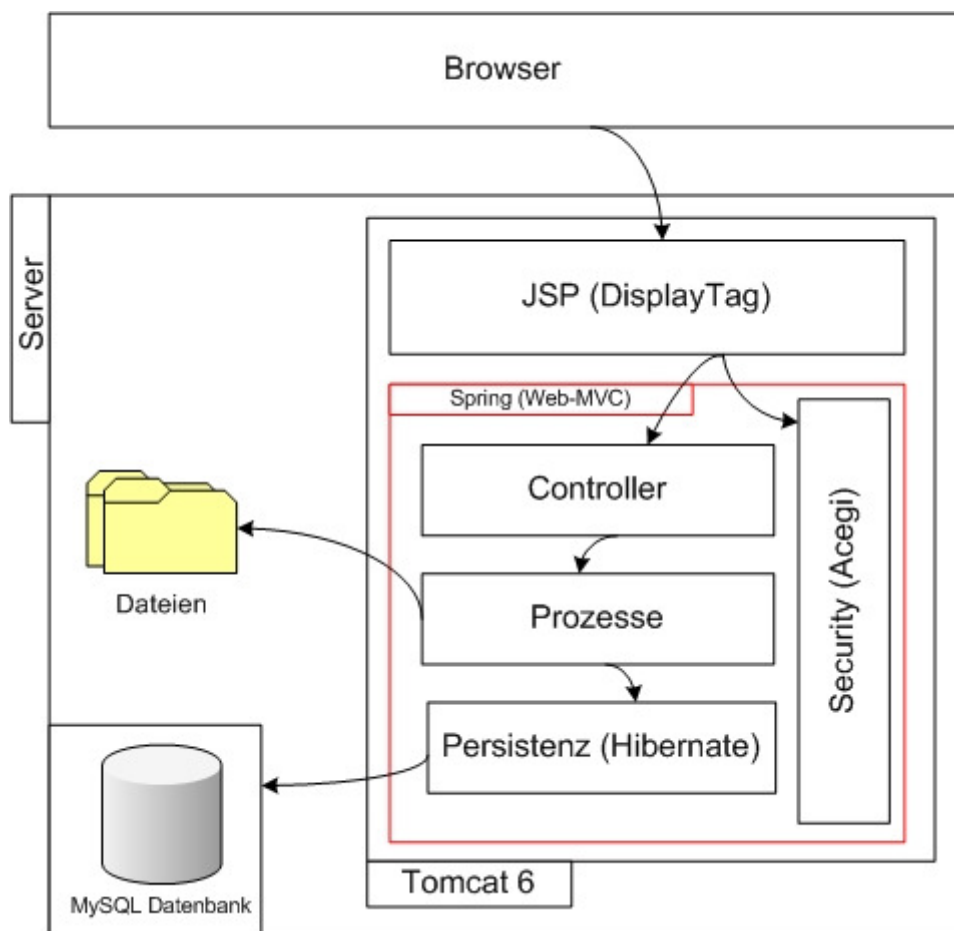 Browser
Server
JSP (DisplayTag)
Spring (Web-MVC)
Controller
Security (Acegi)
Dateien
Prozesse
Persistenz (Hibernate)
Tomcat 6
MySQL Datenbank